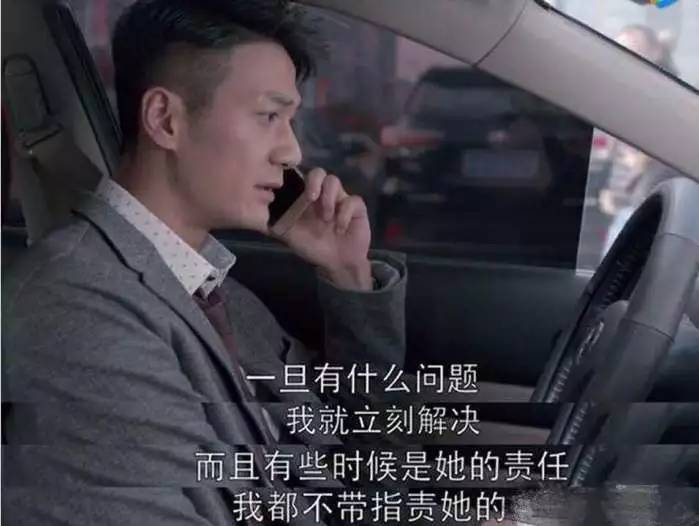 一旦有什么问题
我就立刻解决
而且有些时候是她的责任
我都不带指责她的